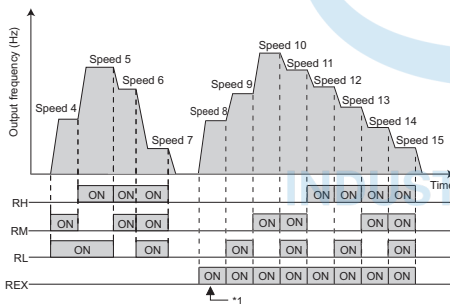 Output frequency (Hz)
Speed 10
Speed 5
Speed 11
Speed 6
Speed 9
Speed 12
Speed 4
Speed 8
Speed 13
Speed 14
Speed 7
Speed 15
Time
INDUST
RH ON ON ON ON ON ON ON
RM ON ON ON ON ON ON ON
RL ON ON ON ON ON ON
REX ON ON ON ON ON ON ON ON
*1